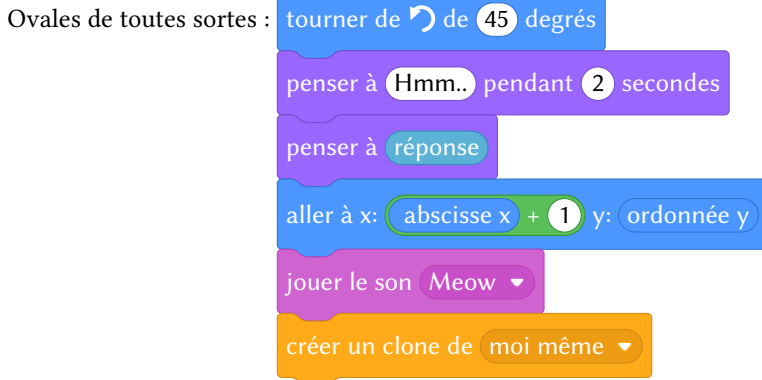 Ovales de toutes sortes : tourner de de 45 degrés
penser à Hmm.. pendant 2 secondes
penser à réponse
aller à x: abscisse x + 1 y: ordonnée y
jouer le son Meow
créer un clone de moi même